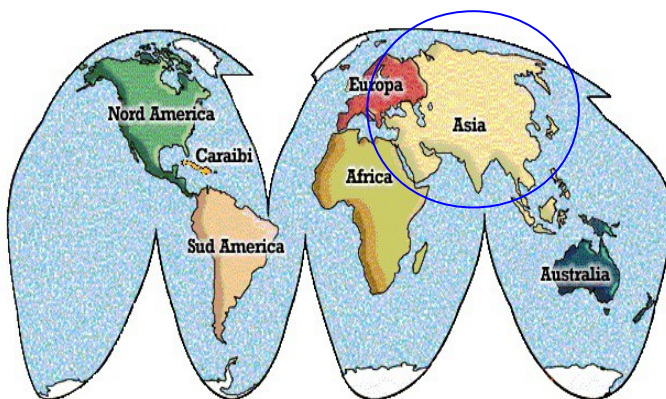 Nord America
Caraibi
Sud America
Europa
Asia
Africa
Australia